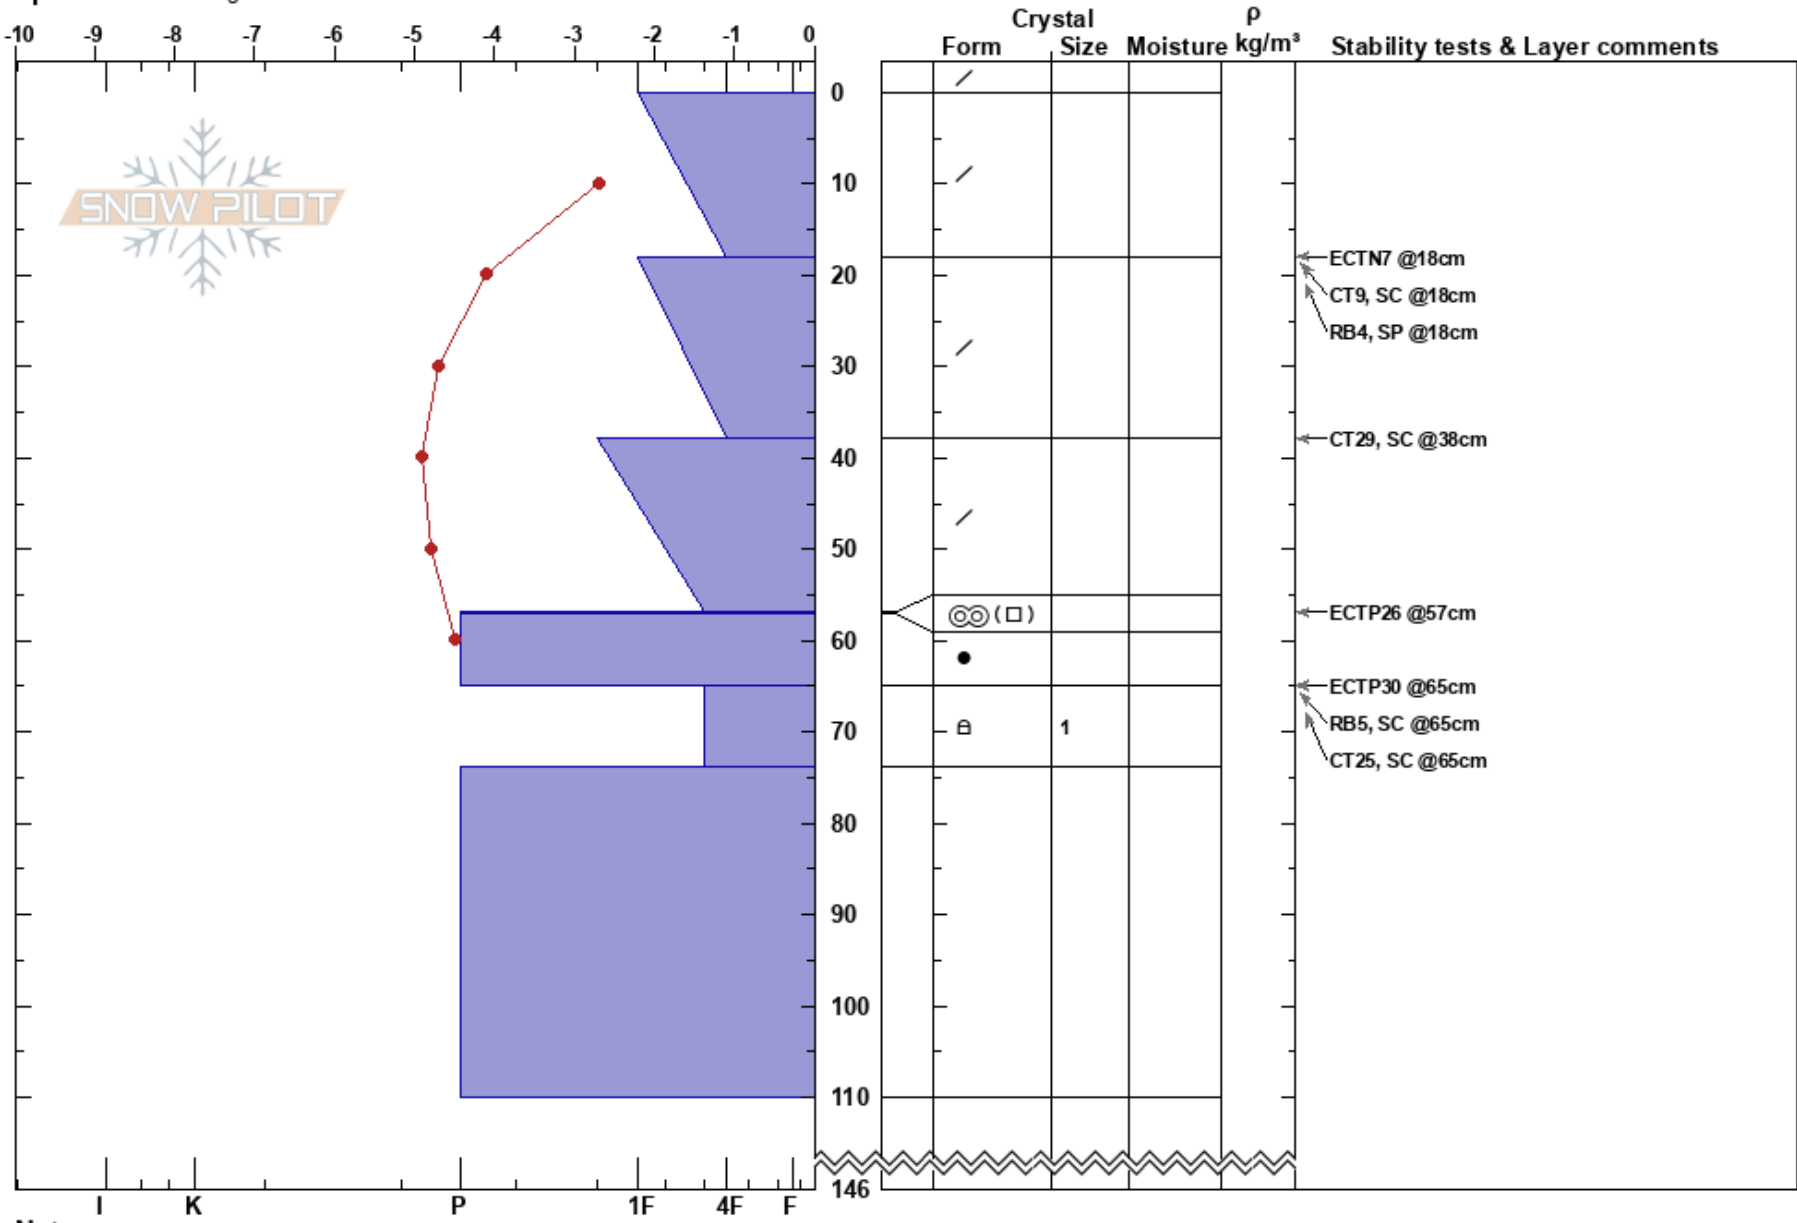 -10 -9 -8 -7 -6 -5 -4 -3 -2 -1 0
Crystal
ρ
Form Size Moisture kg/m³ Stability tests & Layer comments
0
SNOW PILOT
10
ECTN7 @18cm
20
CT9, SC @18cm
RB4, SP @18cm
30
CT29, SC @38cm
40
50
ECTP26 @57cm
60
ECTP30 @65cm
RB5, SC @65cm
70
1
CT25, SC @65cm
80
90
100
110
146
I K P 1F 4F F